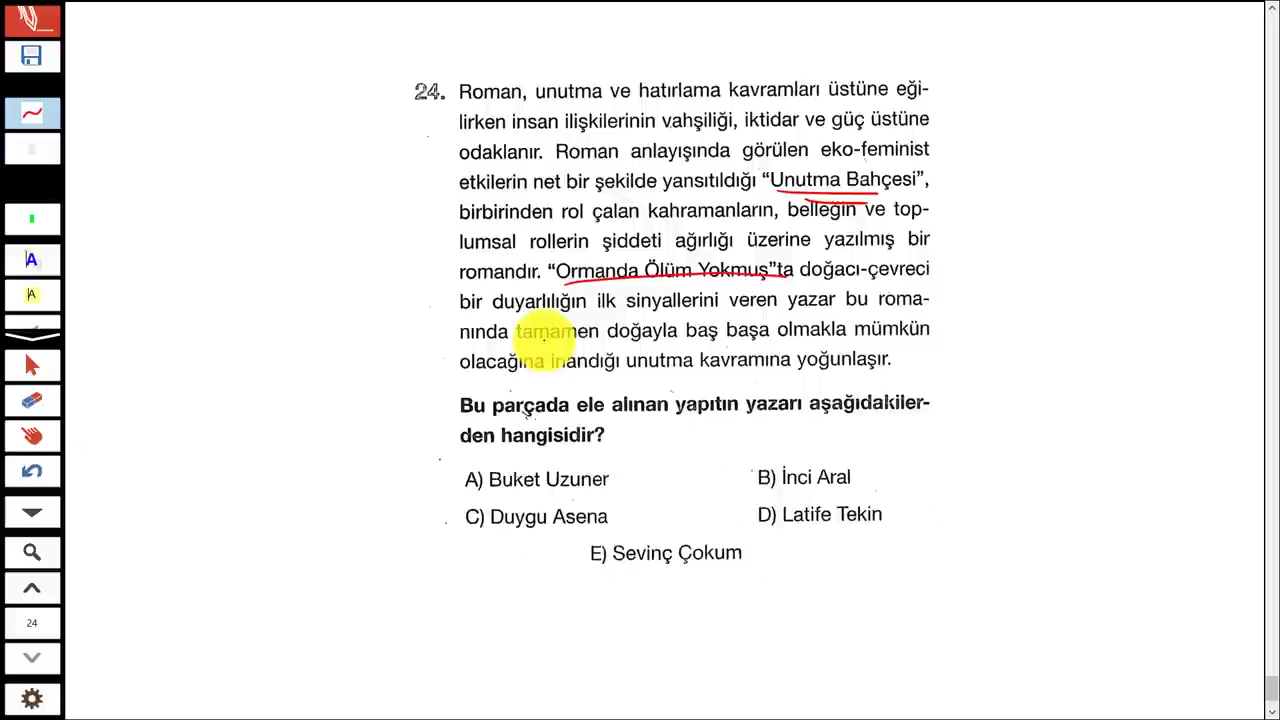 24. Roman, unutma ve hatırlama kavramları üstüne eği-
lirken insan ilişkilerinin vahşiliği, iktidar ve güç üstüne
odaklanır. Roman anlayışında görülen eko-feminist
etkilerin net bir şekilde yansıtıldığı “Unutma Bahçesi”,
birbirinden rol çalan kahramanların, belleğin ve top-
lumsal rollerin şiddeti ağırlığı üzerine yazılmış bir
romandır. “Ormanda Ölüm Yokmuş”ta doğacı-çevreci
bir duyarlılığın ilk sinyallerini veren yazar bu roma-
nında tamamen doğayla baş başa olmakla mümkün
olacağına inandığı unutma kavramına yoğunlaşır.
Bu parçada ele alınan yapıtın yazarı aşağıdakiler-
den hangisidir?
A) Buket Uzuner
B) İnci Aral
C) Duygu Asena
D) Latife Tekin
E) Sevinç Çokum
A
A
24